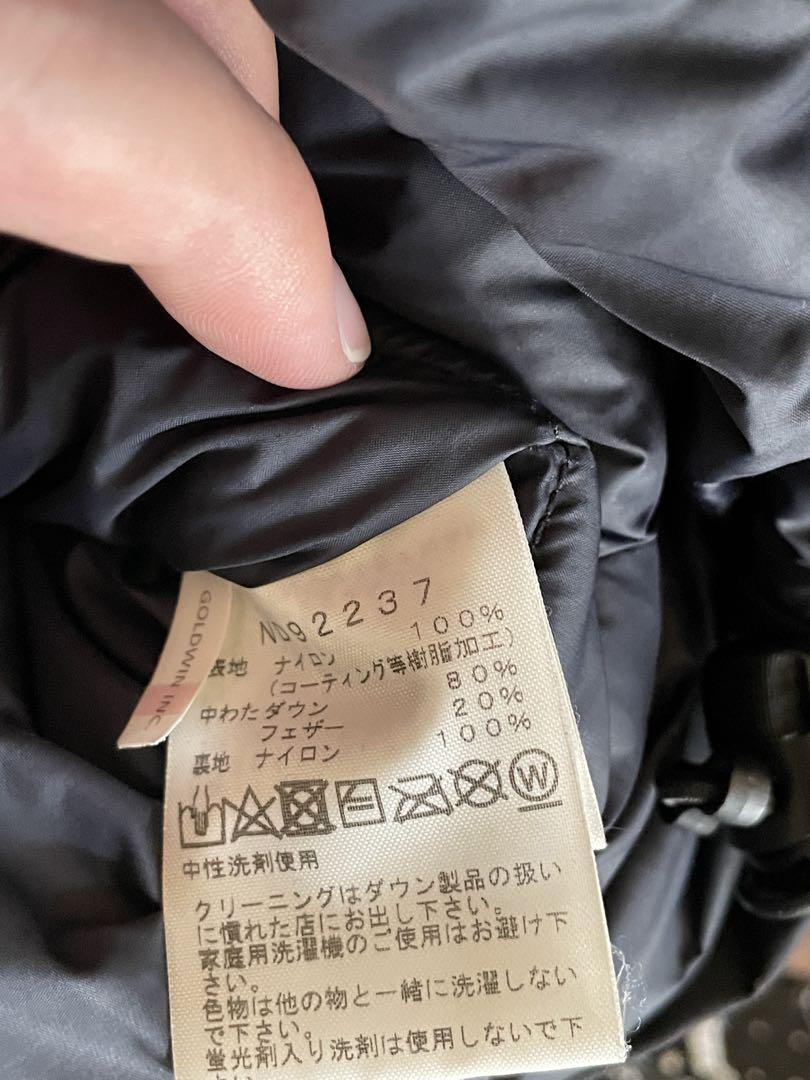 GOLDWIN INC
ND92237
表地 ナイロン 100%
(コーティング等樹脂加工)
中わた ダウン 80%
フェザー 20%
裏地 ナイロン 100%
W
中性洗剤使用
クリーニングはダウン製品の扱い
に慣れた店にお出し下さい。
家庭用洗濯機のご使用はお避け下
さい。
色物は他の物と一緒に洗濯しない
で下さい。
蛍光剤入り洗剤は使用しないで下
さい。